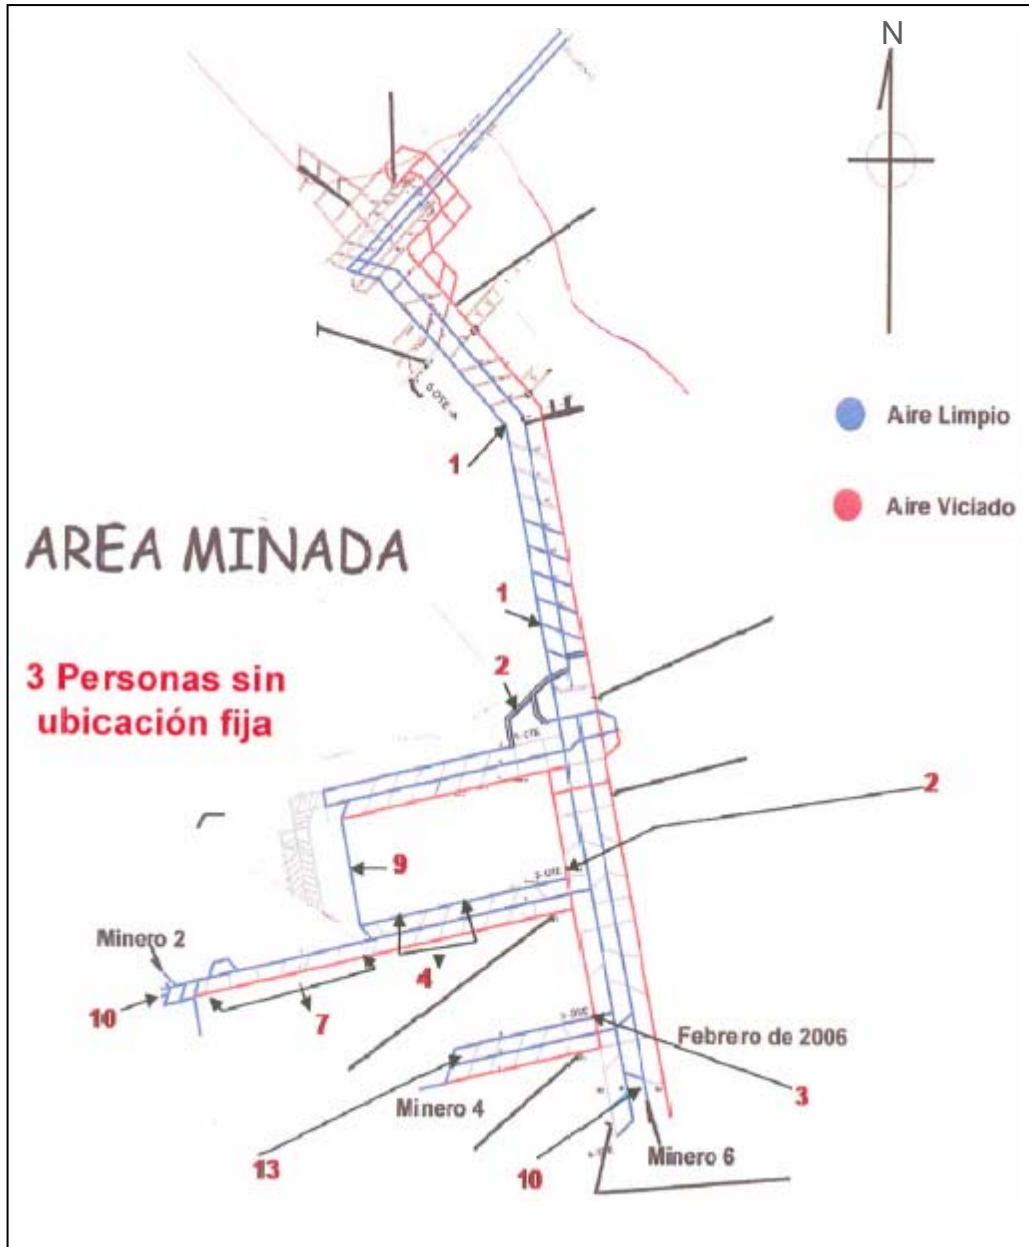 N
Aire Limpio
Aire Viciado
AREA MINADA
3 Personas sin
ubicación fija
1
1
2
2
9
4
7
10
Minero 2
Febrero de 2006
3
Minero 4
13
10
Minero 6